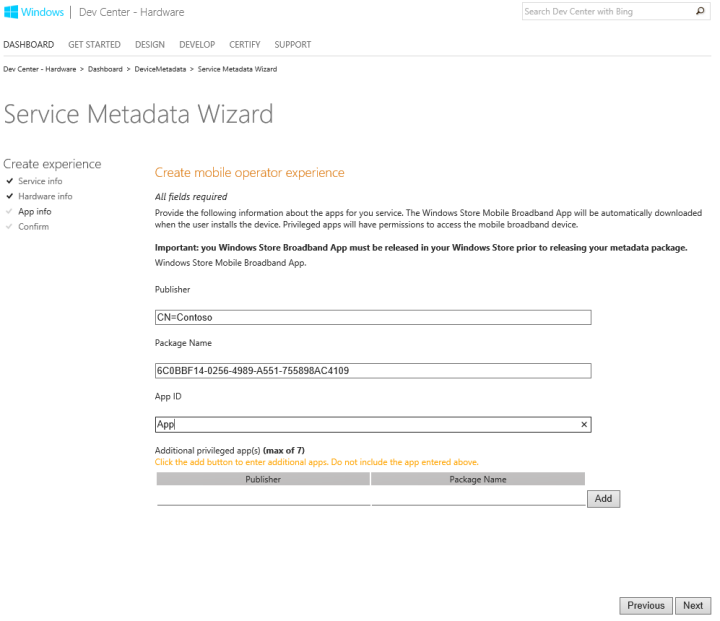 Windows | Dev Center - Hardware
Search Dev Center with Bing
DASHBOARD GET STARTED DESIGN DEVELOP CERTIFY SUPPORT
Dev Center - Hardware > Dashboard > DeviceMetadata > Service Metadata Wizard
Service Metadata Wizard
Create experience
Service info
Hardware info
App info
Confirm
Create mobile operator experience
All fields required
Provide the following information about the apps for you service. The Windows Store Mobile Broadband App will be automatically downloaded
when the user installs the device. Privileged apps will have permissions to access the mobile broadband device.
Important: you Windows Store Broadband App must be released in your Windows Store prior to releasing your metadata package.
Windows Store Mobile Broadband App.
Publisher
CN=Contoso
Package Name
6C0BBF14-0256-4989-A551-755898AC4109
App ID
App
Additional privileged app(s) (max of 7)
Click the add button to enter additional apps. Do not include the app entered above.
Publisher Package Name
Add
Previous Next